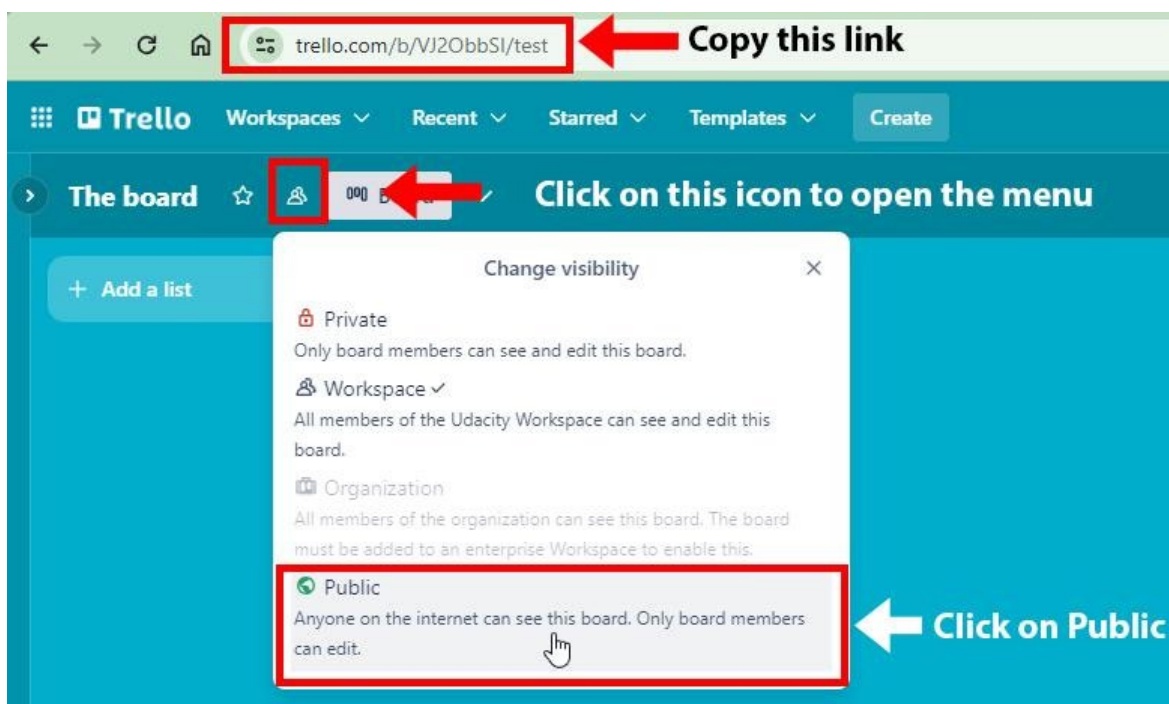 trello.com/b/VJ2ObbSI/test
Copy this link
Trello Workspaces Recent Starred Templates Create
The board
Click on this icon to open the menu
+ Add a list
Change visibility
Private
Only board members can see and edit this board.
Workspace
All members of the Udacity Workspace can see and edit this
board.
Organization
All members of the organization can see this board. The board
must be added to an enterprise Workspace to enable this.
Public
Anyone on the internet can see this board. Only board members
can edit.
Click on Public